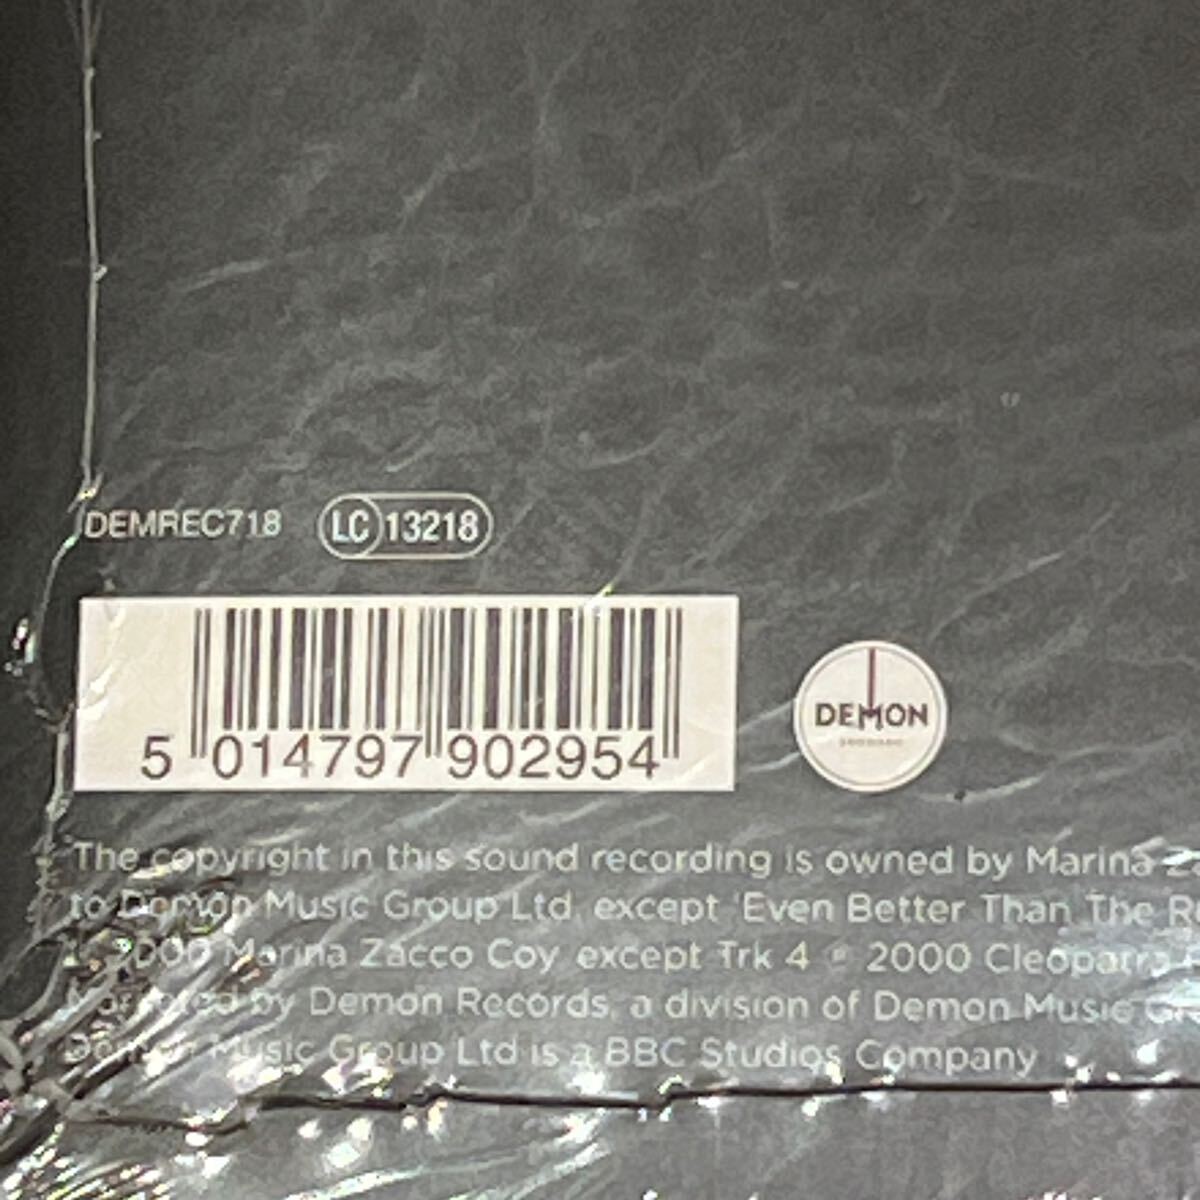 DEMREC718 LC 13218
5 014797 902954
DEMON
The copyright in this sound recording is owned by Marina
to Demon Music Group Ltd, except 'Even Better Than The
2000 Marina Zacco Coy except Trk 4 ℗ 2000 Cleopatra
Marketed by Demon Records, a division of Demon Music
Demon Music Group Ltd is a BBC Studios Company